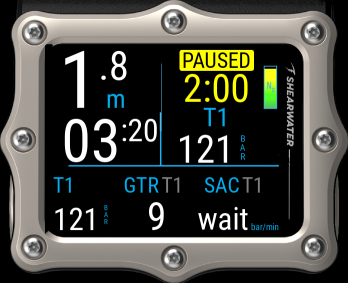 1.8
m
PAUSED
2:00
N₂
03:20
T1
121 BAR
SHEARWATER
T1 GTR T1 SAC T1
121 BAR 9 wait bar/min